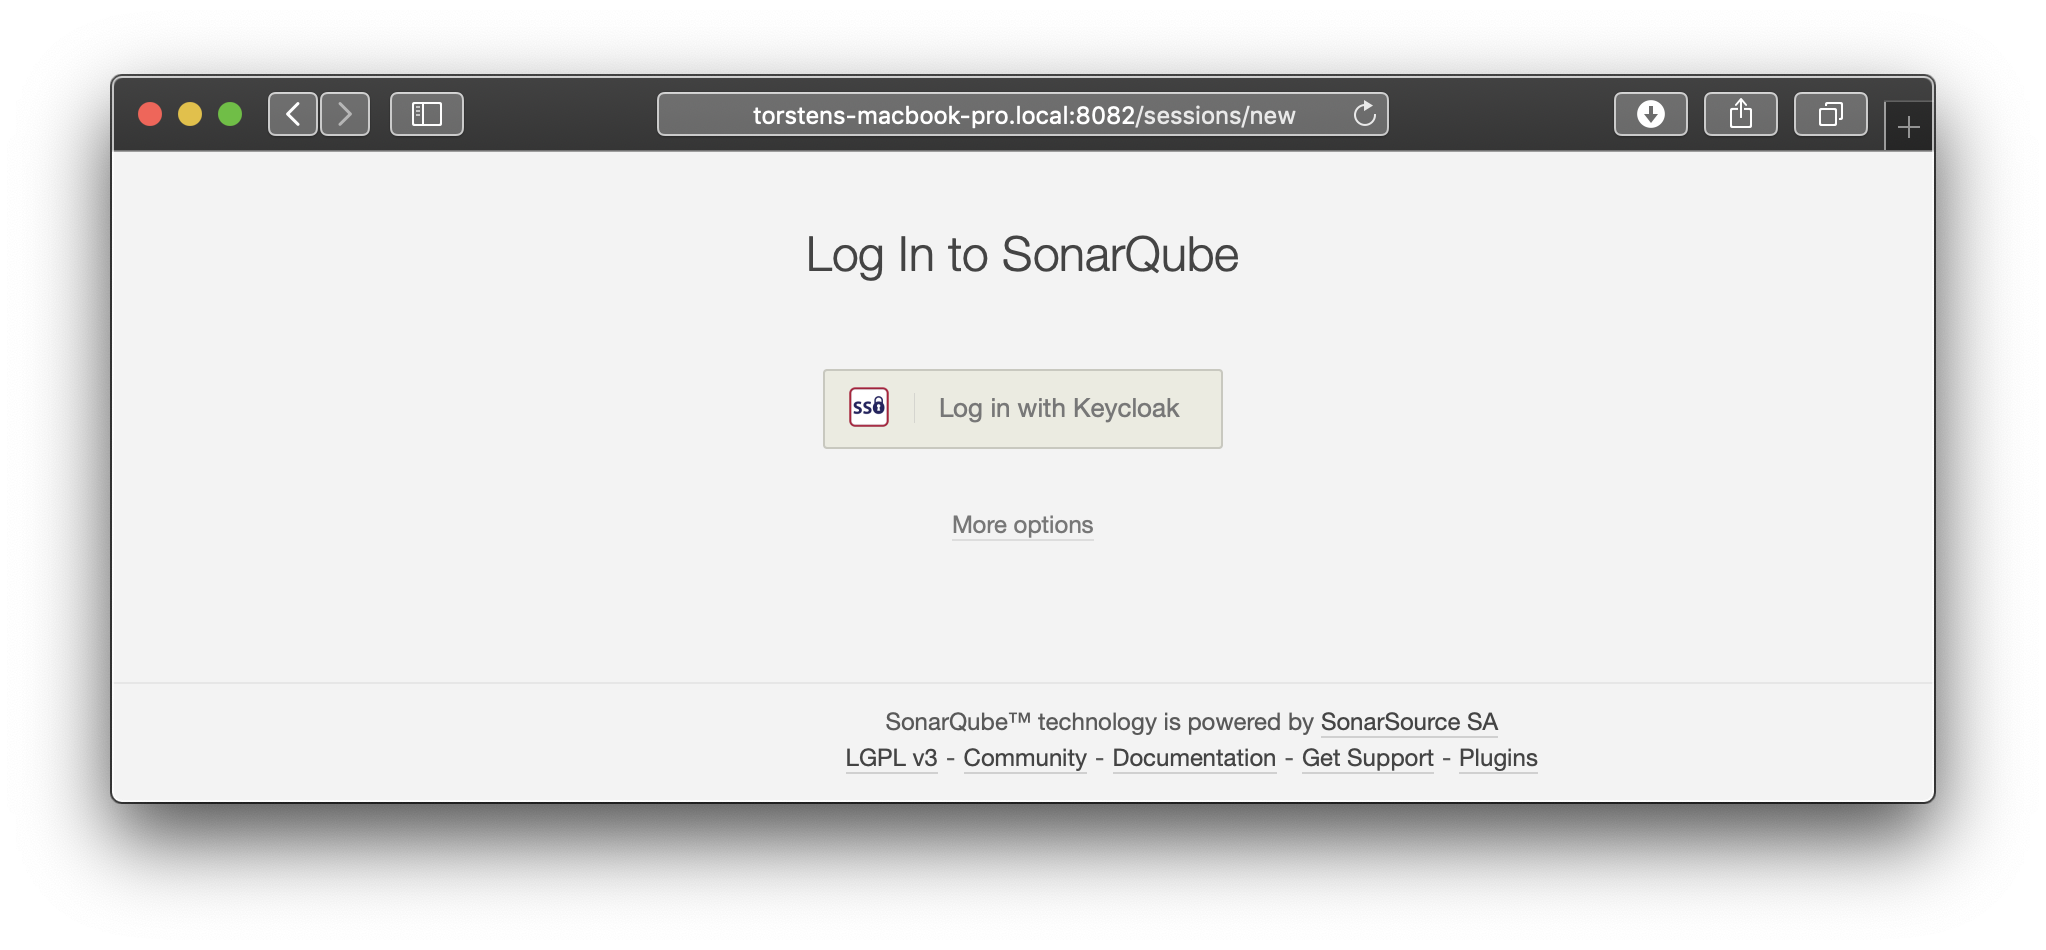 torstens-macbook-pro.local:8082/sessions/new
Log In to SonarQube
SSO
Log in with Keycloak
More options
SonarQube™ technology is powered by SonarSource SA
LGPL v3 - Community - Documentation - Get Support - Plugins